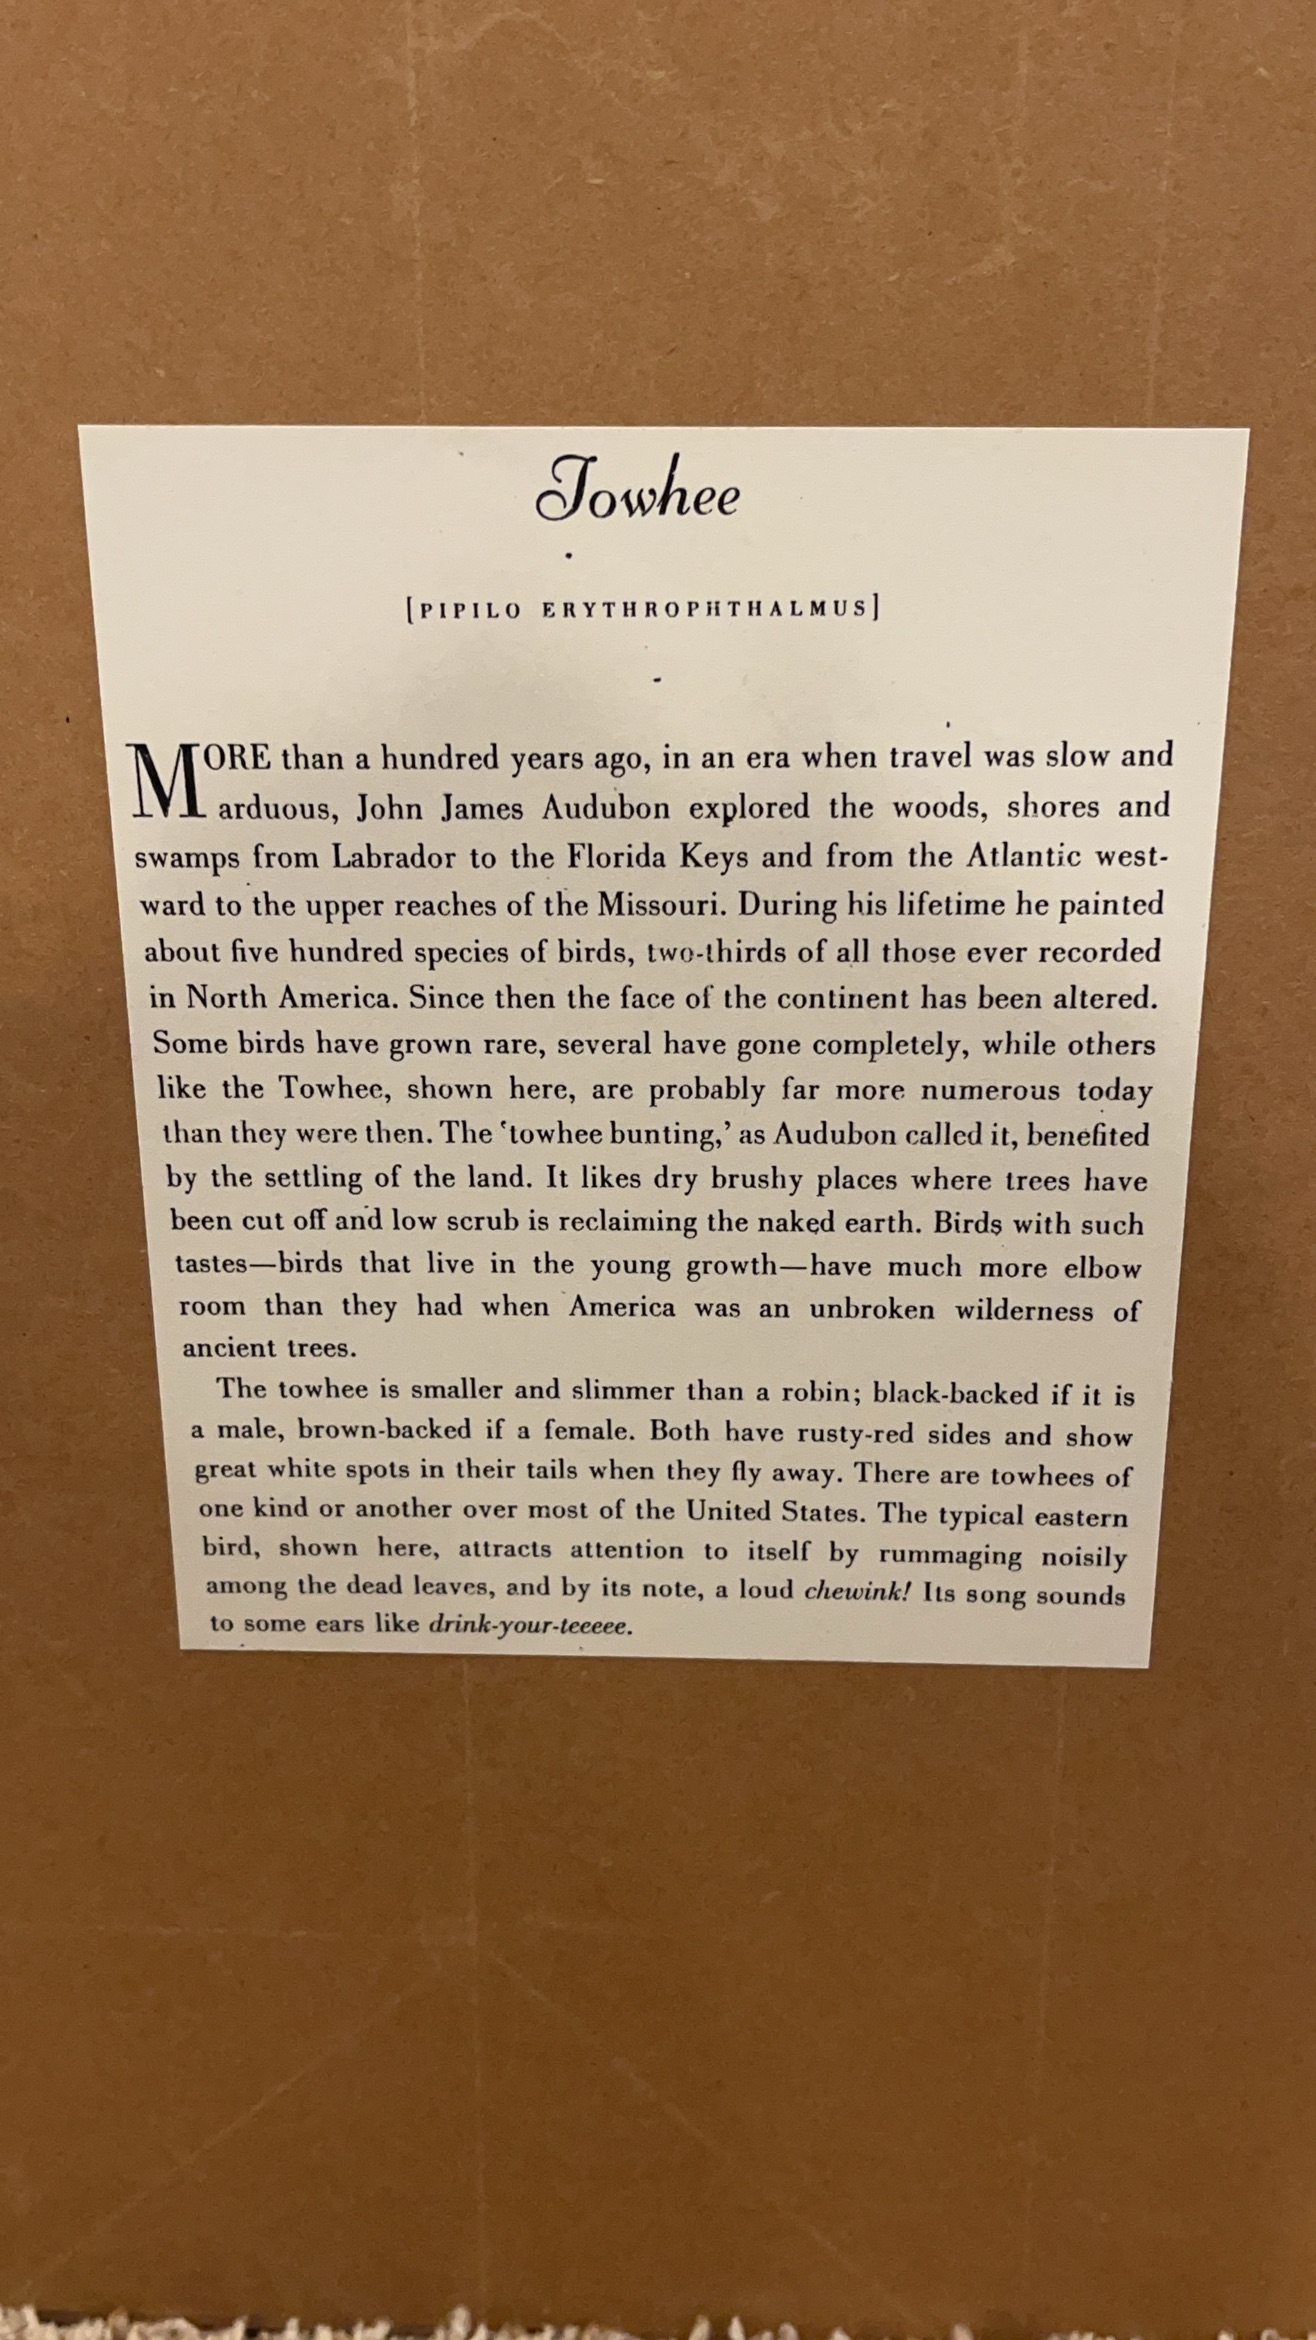 Towhee
[PIPILO ERYTHROPHTHALMUS]
MORE than a hundred years ago, in an era when travel was slow and
arduous, John James Audubon explored the woods, shores and
swamps from Labrador to the Florida Keys and from the Atlantic west-
ward to the upper reaches of the Missouri. During his lifetime he painted
about five hundred species of birds, two-thirds of all those ever recorded
in North America. Since then the face of the continent has been altered.
Some birds have grown rare, several have gone completely, while others
like the Towhee, shown here, are probably far more numerous today
than they were then. The ‘towhee bunting,’ as Audubon called it, benefited
by the settling of the land. It likes dry brushy places where trees have
been cut off and low scrub is reclaiming the naked earth. Birds with such
tastes—birds that live in the young growth—have much more elbow
room than they had when America was an unbroken wilderness of
ancient trees.
The towhee is smaller and slimmer than a robin; black-backed if it is
a male, brown-backed if a female. Both have rusty-red sides and show
great white spots in their tails when they fly away. There are towhees of
one kind or another over most of the United States. The typical eastern
bird, shown here, attracts attention to itself by rummaging noisily
among the dead leaves, and by its note, a loud chewink! Its song sounds
to some ears like drink-your-teeeee.